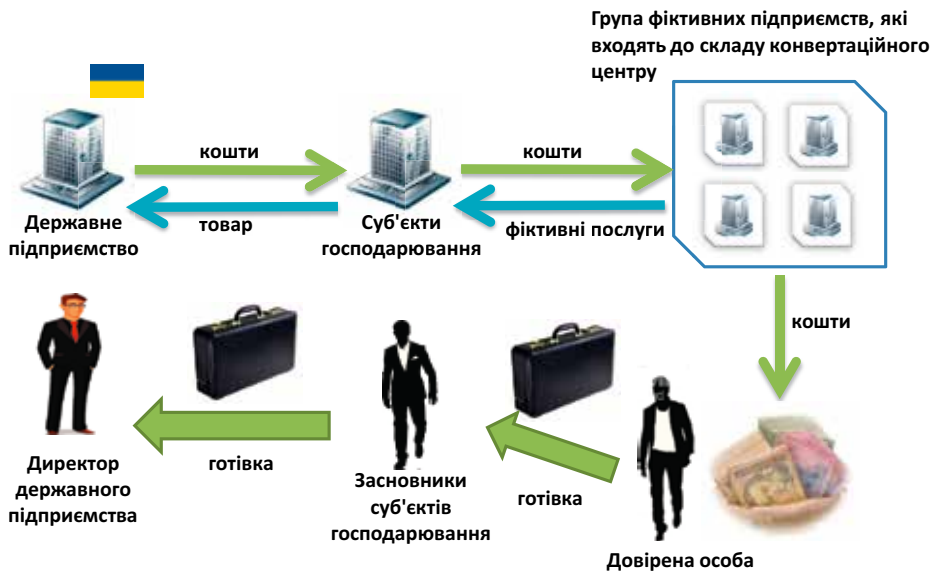 Група фіктивних підприємств, які
входять до складу конвертаційного
центру
кошти
кошти
товар
фіктивні послуги
Державне
підприємство
Суб'єкти
господарювання
кошти
готівка
готівка
Директор
державного
підприємства
Засновники
суб'єктів
господарювання
Довірена особа